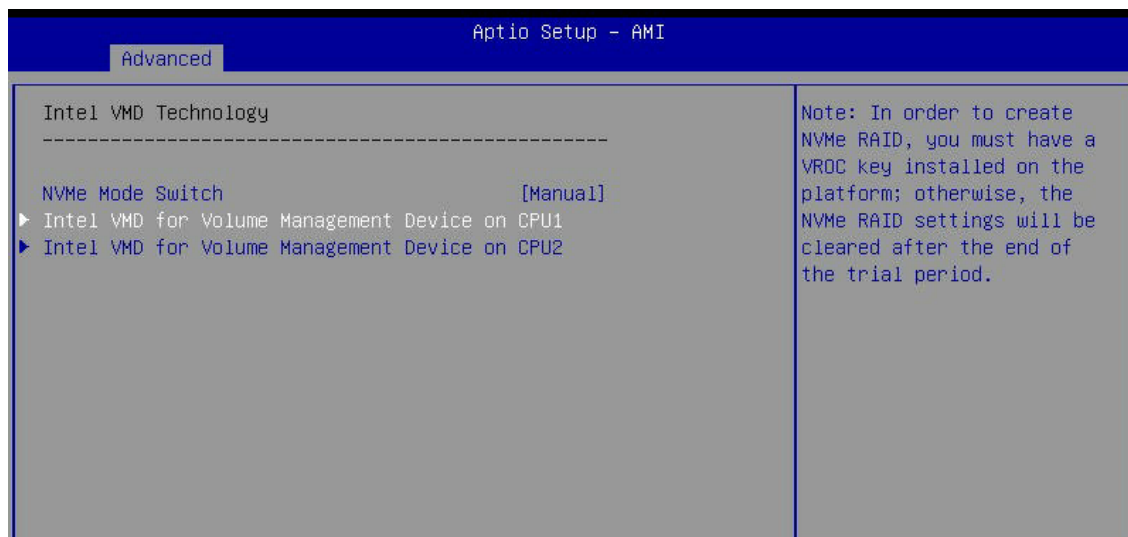 Aptio Setup – AMI
Advanced
Intel VMD Technology
--------------------------------------------------
NVMe Mode Switch [Manual]
▶ Intel VMD for Volume Management Device on CPU1
▶ Intel VMD for Volume Management Device on CPU2
Note: In order to create
NVMe RAID, you must have a
VROC key installed on the
platform; otherwise, the
NVMe RAID settings will be
cleared after the end of
the trial period.